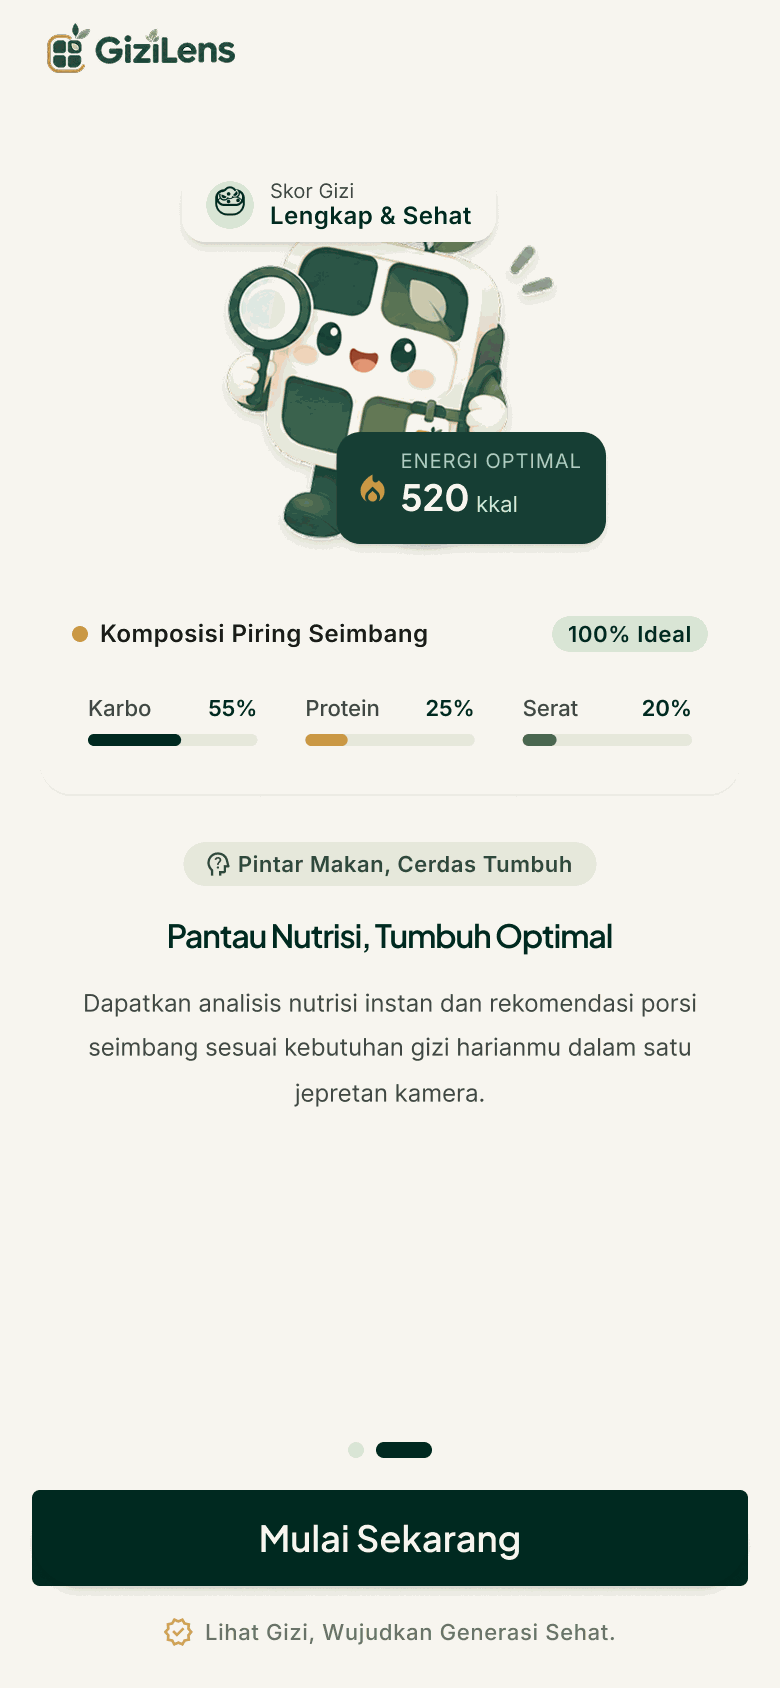 GiziLens
Skor Gizi
Lengkap & Sehat
ENERGI OPTIMAL
520 kkal
Komposisi Piring Seimbang
100% Ideal
Karbo 55%
Protein 25%
Serat 20%
Pintar Makan, Cerdas Tumbuh
Pantau Nutrisi, Tumbuh Optimal
Dapatkan analisis nutrisi instan dan rekomendasi porsi
seimbang sesuai kebutuhan gizi harianmu dalam satu
jepretan kamera.
Mulai Sekarang
Lihat Gizi, Wujudkan Generasi Sehat.